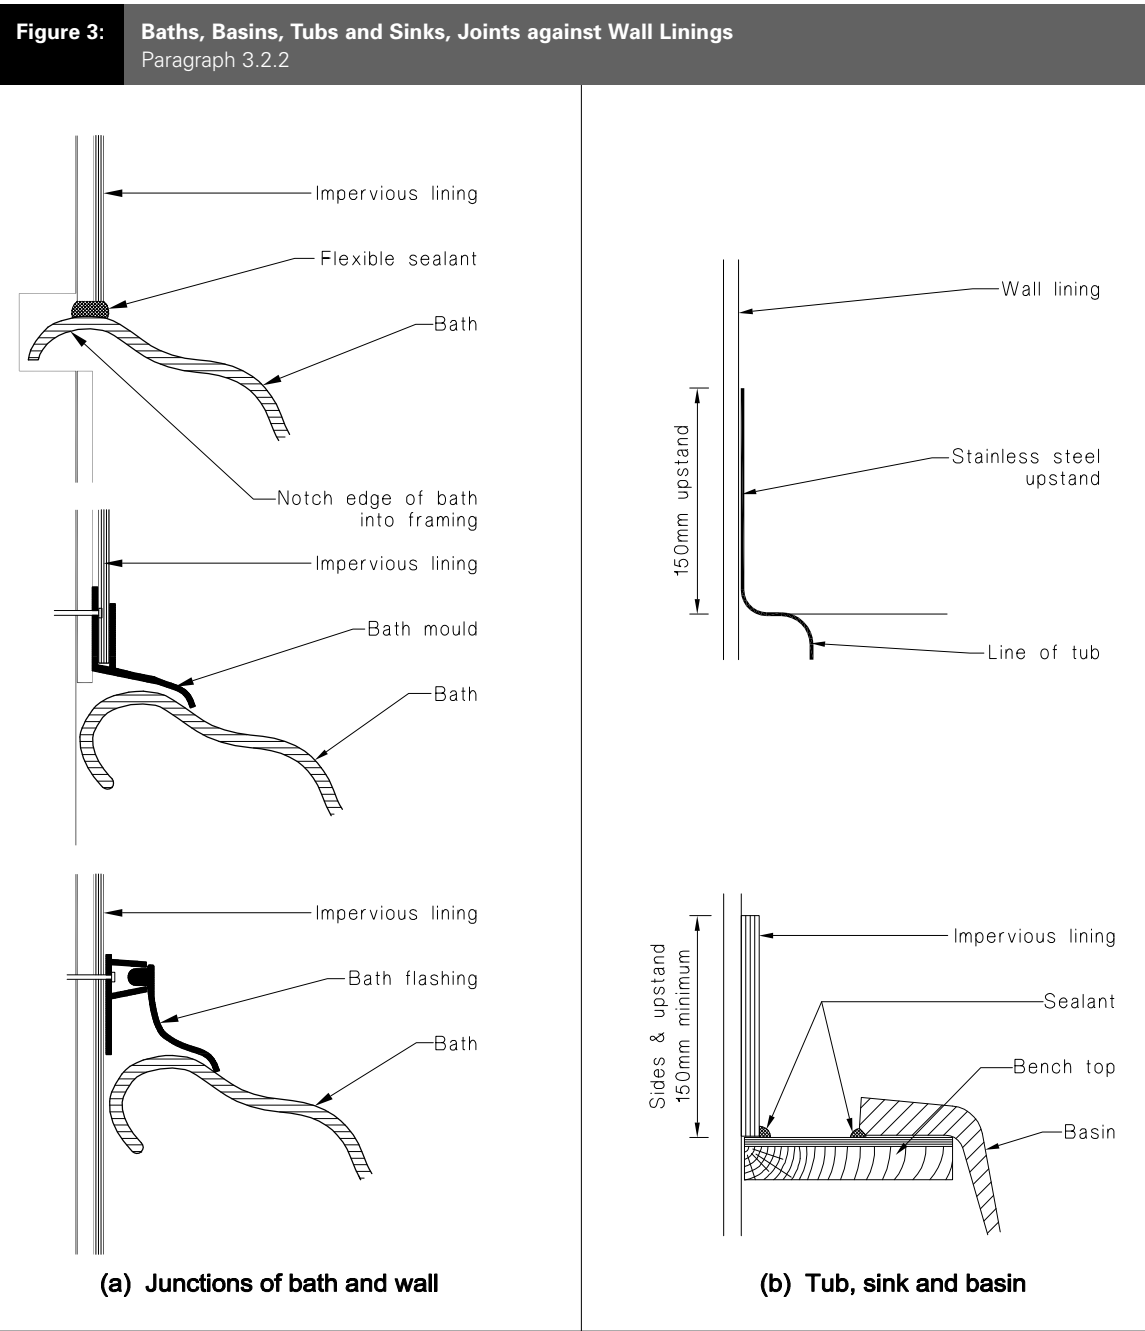 Figure 3:
Baths, Basins, Tubs and Sinks, Joints against Wall Linings
Paragraph 3.2.2
Impervious lining
Flexible sealant
Bath
Notch edge of bath
into framing
Impervious lining
Bath mould
Bath
Impervious lining
Bath flashing
Bath
(a) Junctions of bath and wall
Wall lining
150mm upstand
Stainless steel
upstand
Line of tub
Sides & upstand
150mm minimum
Impervious lining
Sealant
Bench top
Basin
(b) Tub, sink and basin